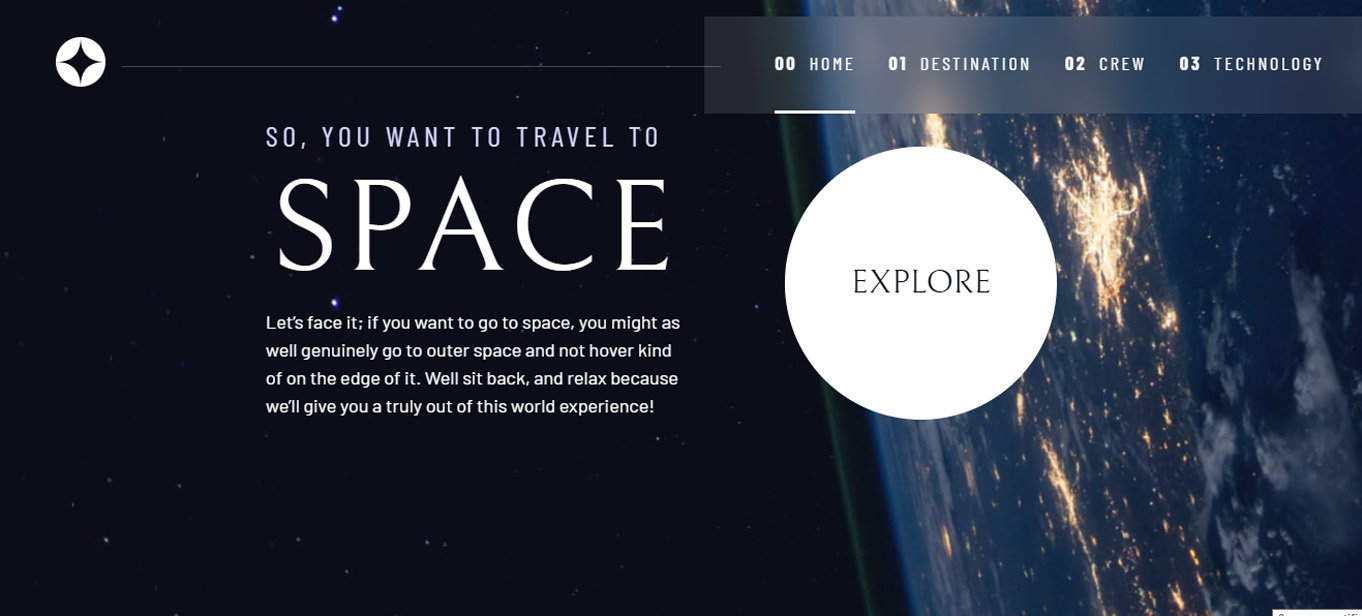 00 HOME 01 DESTINATION 02 CREW 03 TECHNOLOGY
SO, YOU WANT TO TRAVEL TO
SPACE
Let’s face it; if you want to go to space, you might as
well genuinely go to outer space and not hover kind
of on the edge of it. Well sit back, and relax because
we’ll give you a truly out of this world experience!
EXPLORE